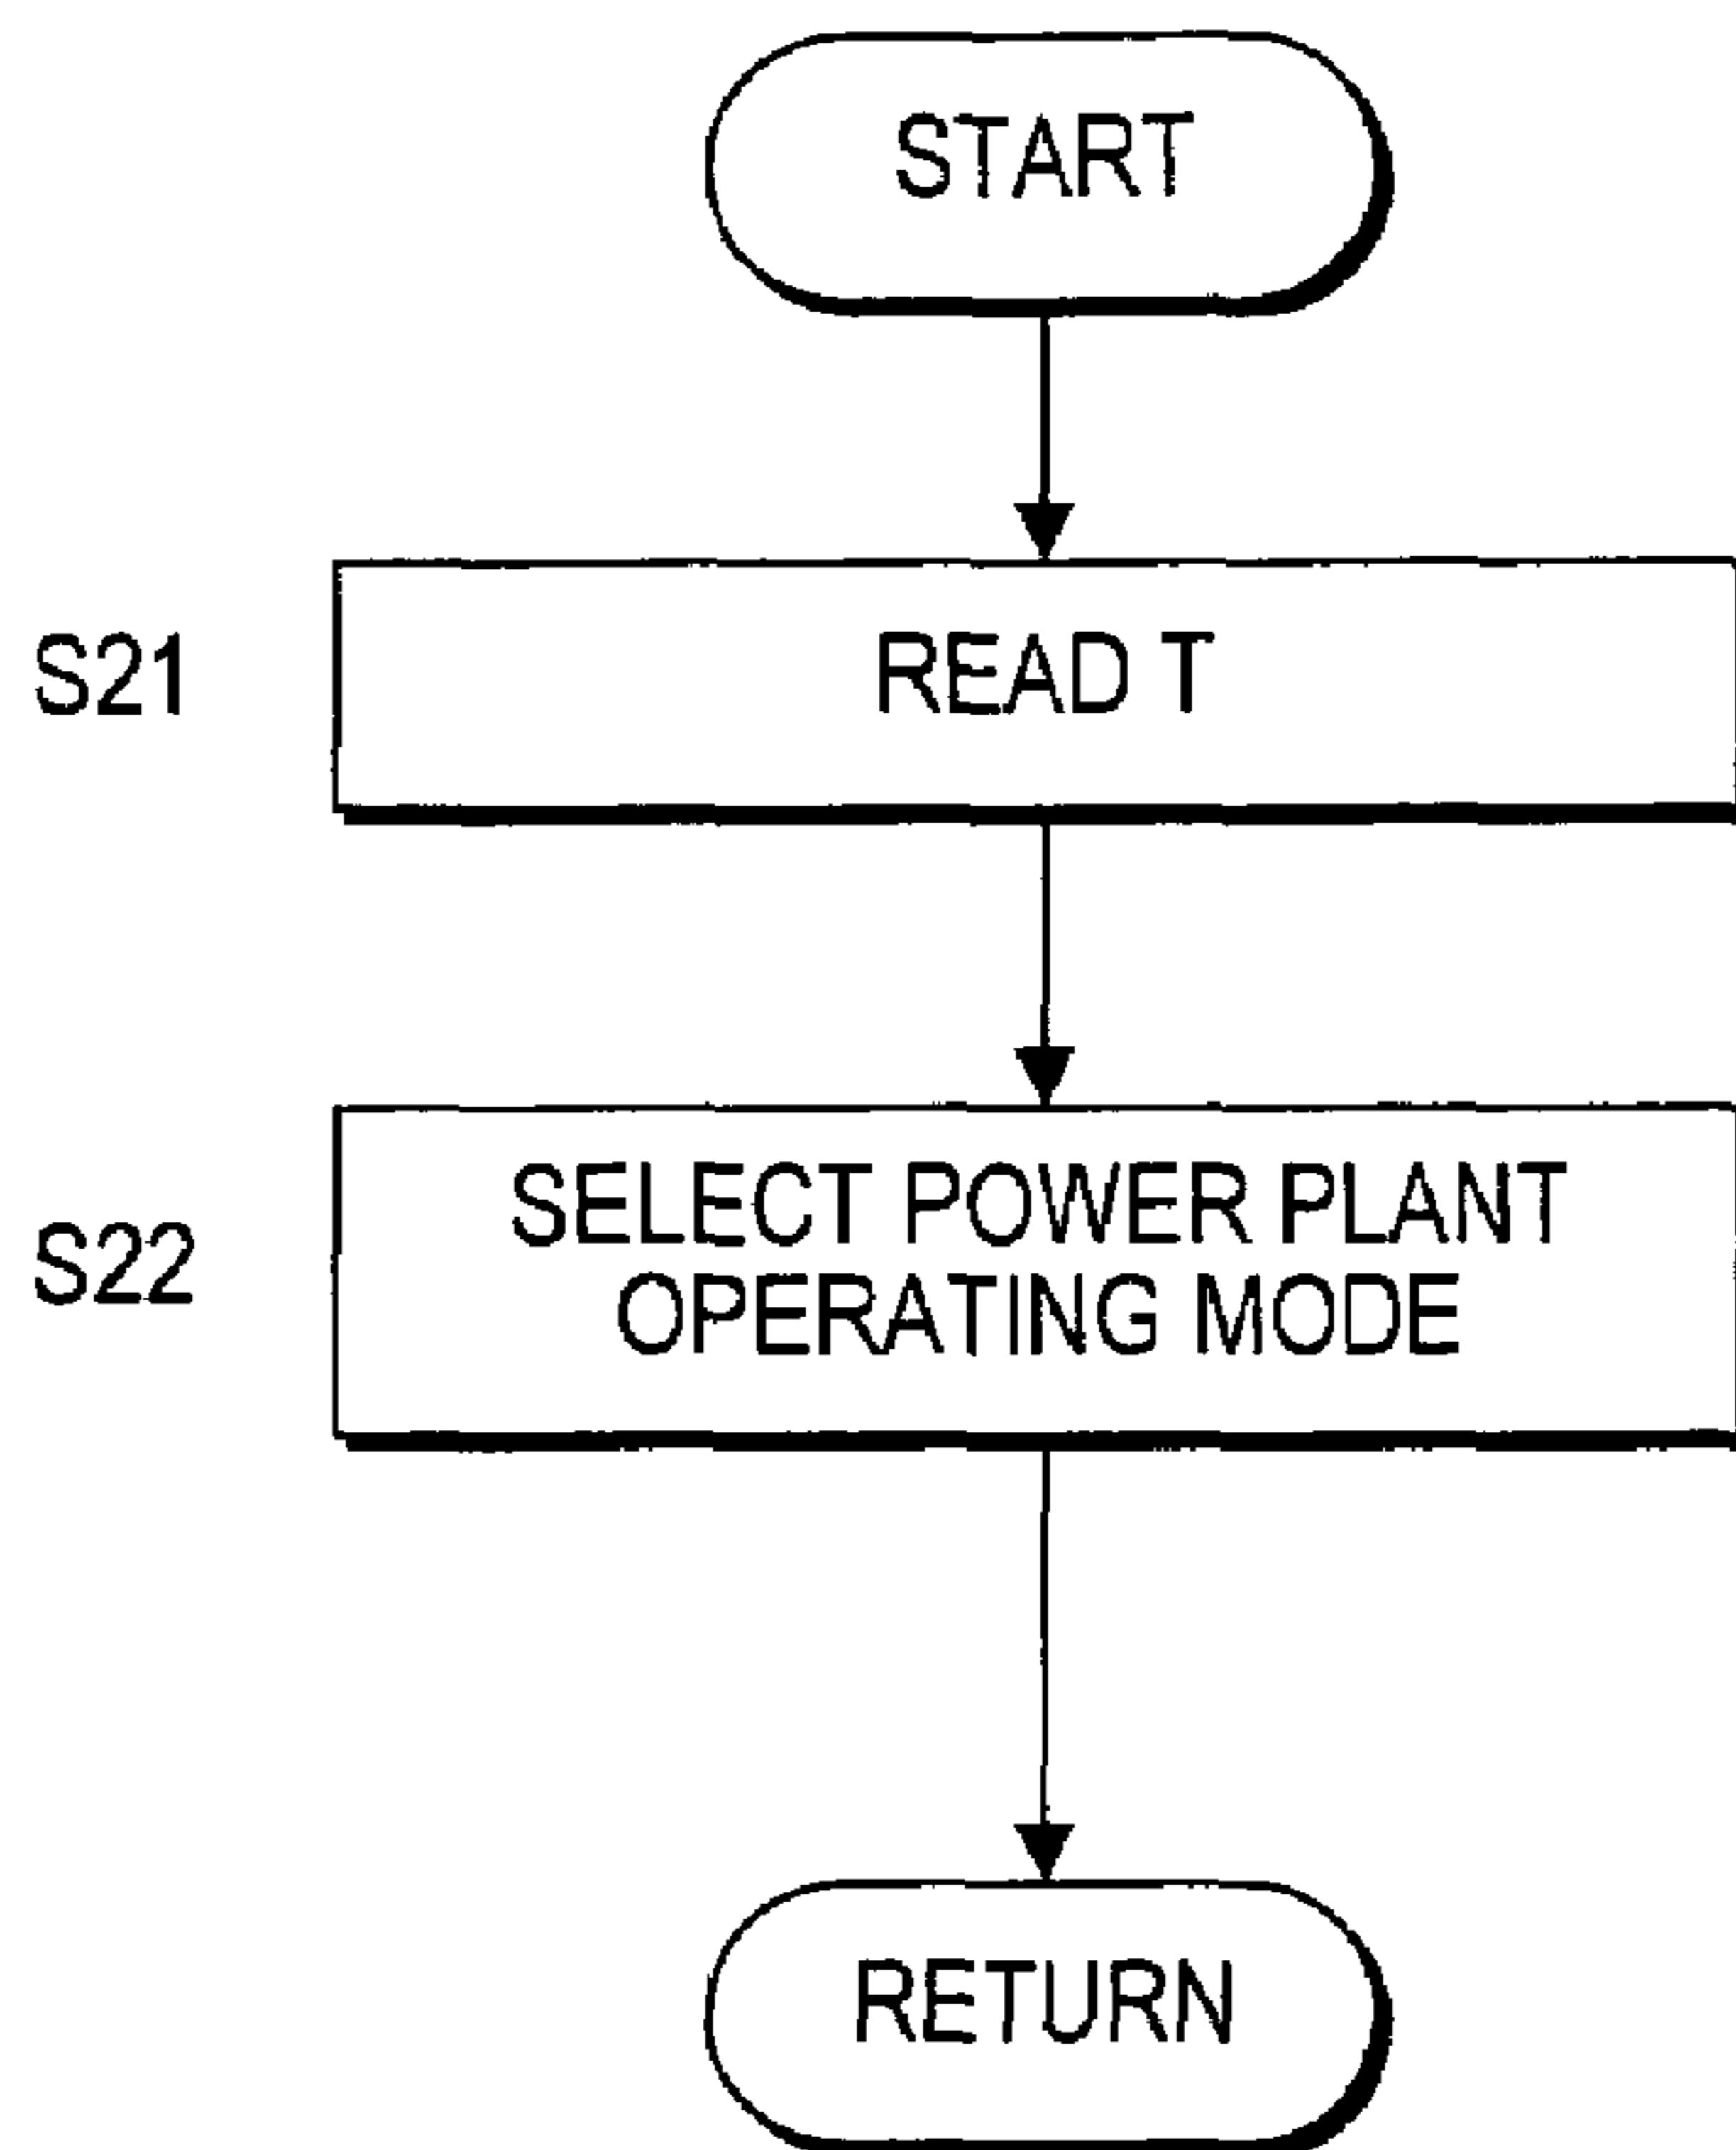 START
S21
READ T
S22
SELECT POWER PLANT
OPERATING MODE
RETURN